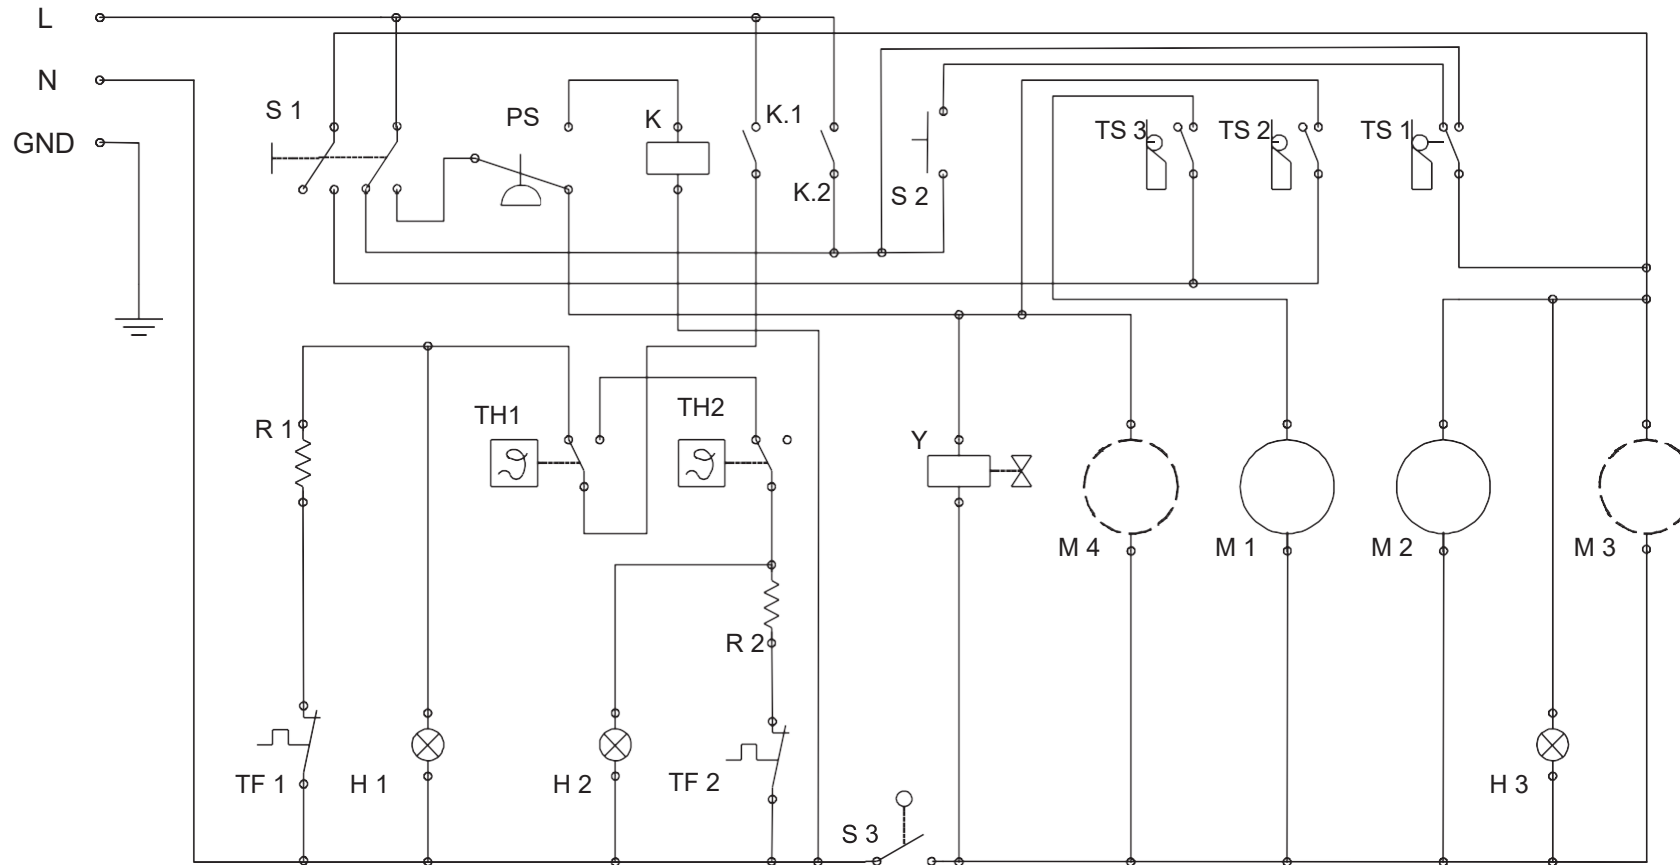 L
N
S 1
PS
K
K.1
TS 3
TS 2
TS 1
GND
K.2
S 2
R 1
TH1
TH2
Y
M 4
M 1
M 2
M 3
R 2
TF 1
H 1
H 2
TF 2
H 3
S 3